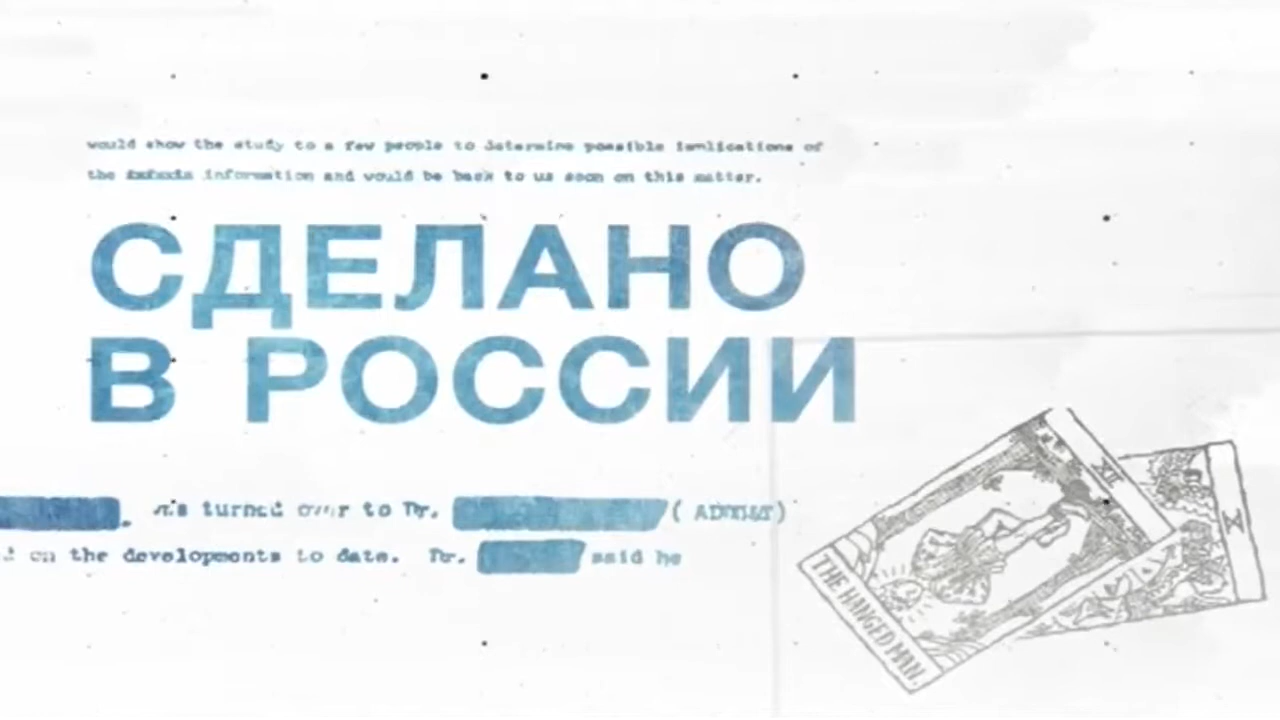 would show the study to a few people to determine possible implications of
the information and would be back to us soon on this matter.
СДЕЛАНО
В РОССИИ
turned over to Dr. (
on the developments to date. Dr. said he
XII
X
THE HANGED MAN.